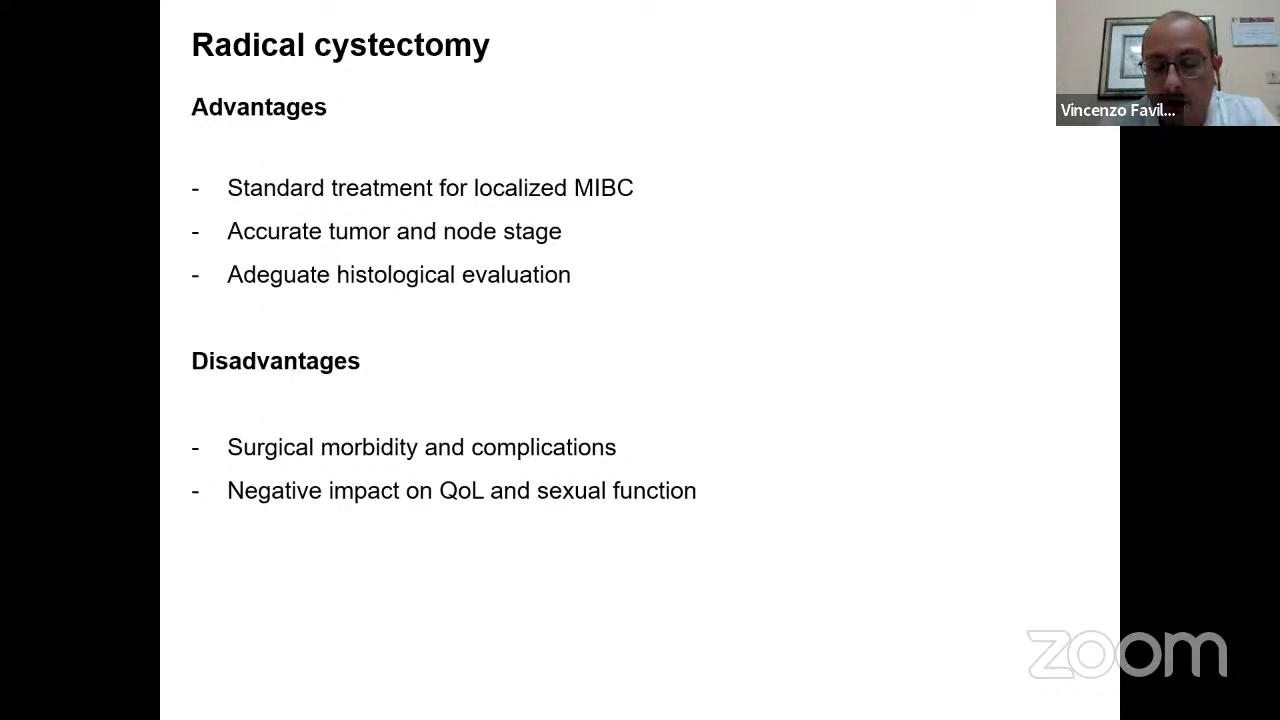 Radical cystectomy
Advantages
- Standard treatment for localized MIBC
- Accurate tumor and node stage
- Adeguate histological evaluation
Disadvantages
- Surgical morbidity and complications
- Negative impact on QoL and sexual function
Vincenzo Favil...
zoom